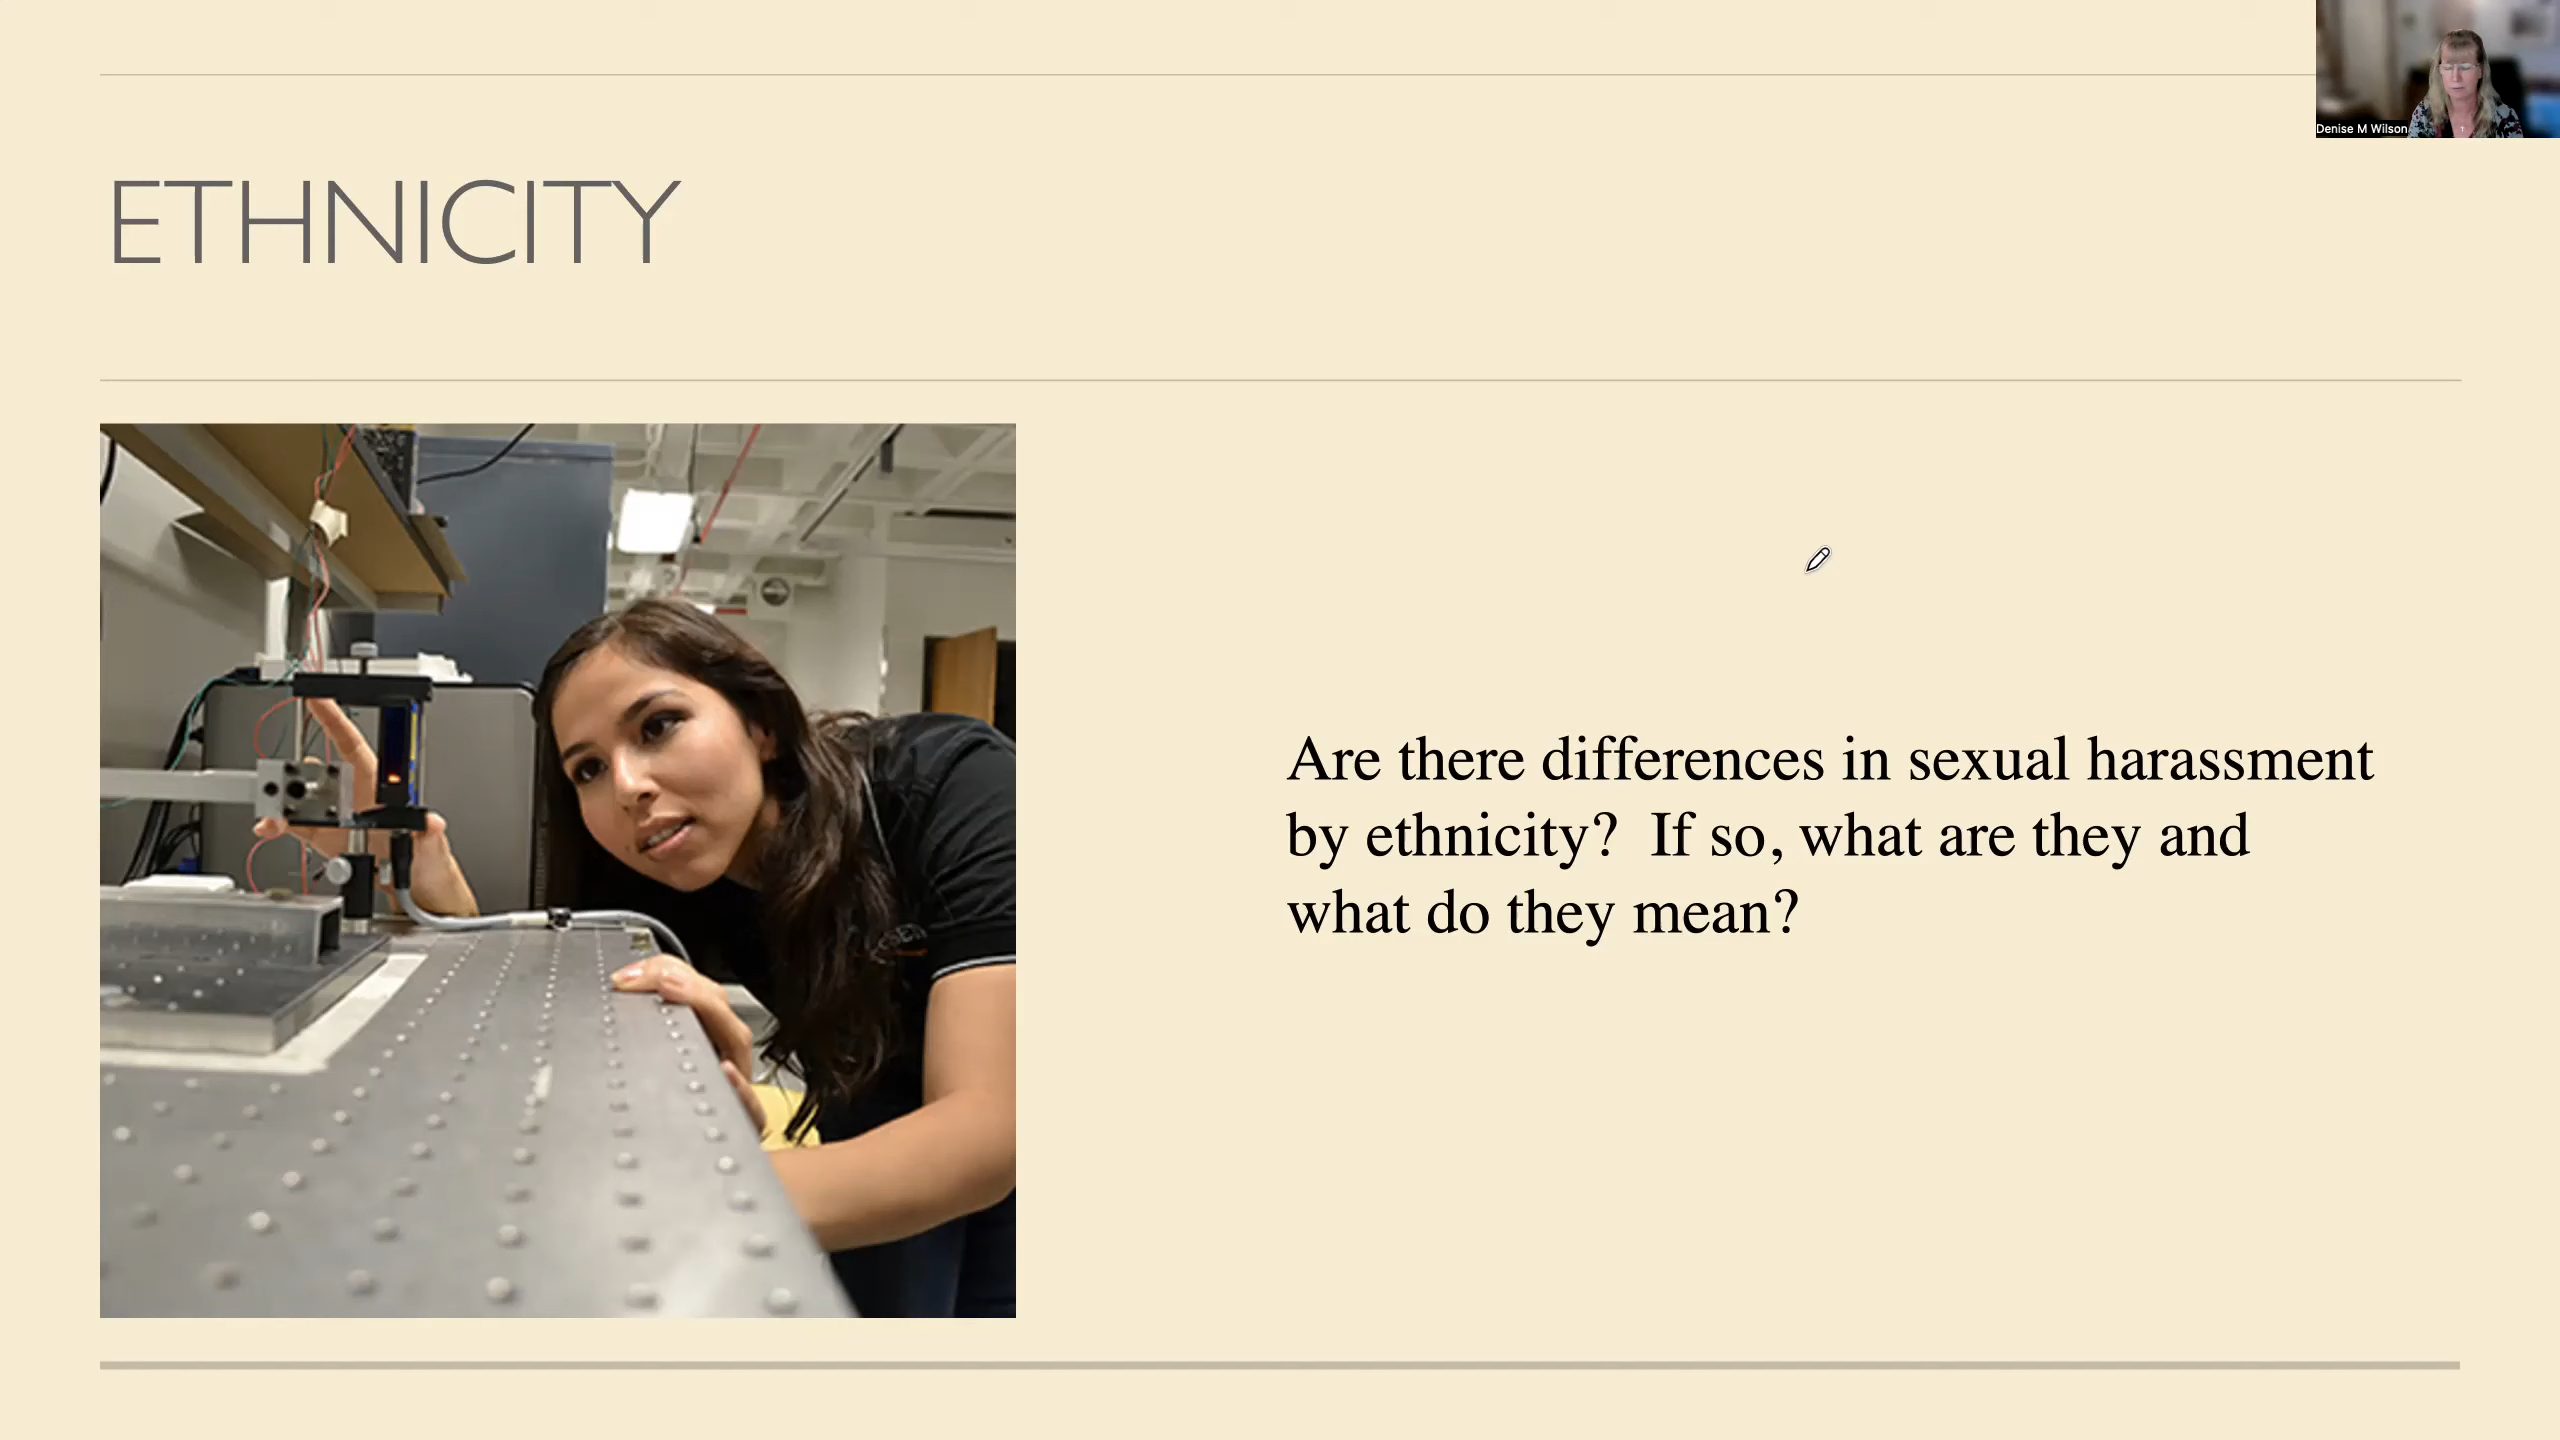 Denise M Wilson
ETHNICITY
Are there differences in sexual harassment
by ethnicity?  If so, what are they and
what do they mean?